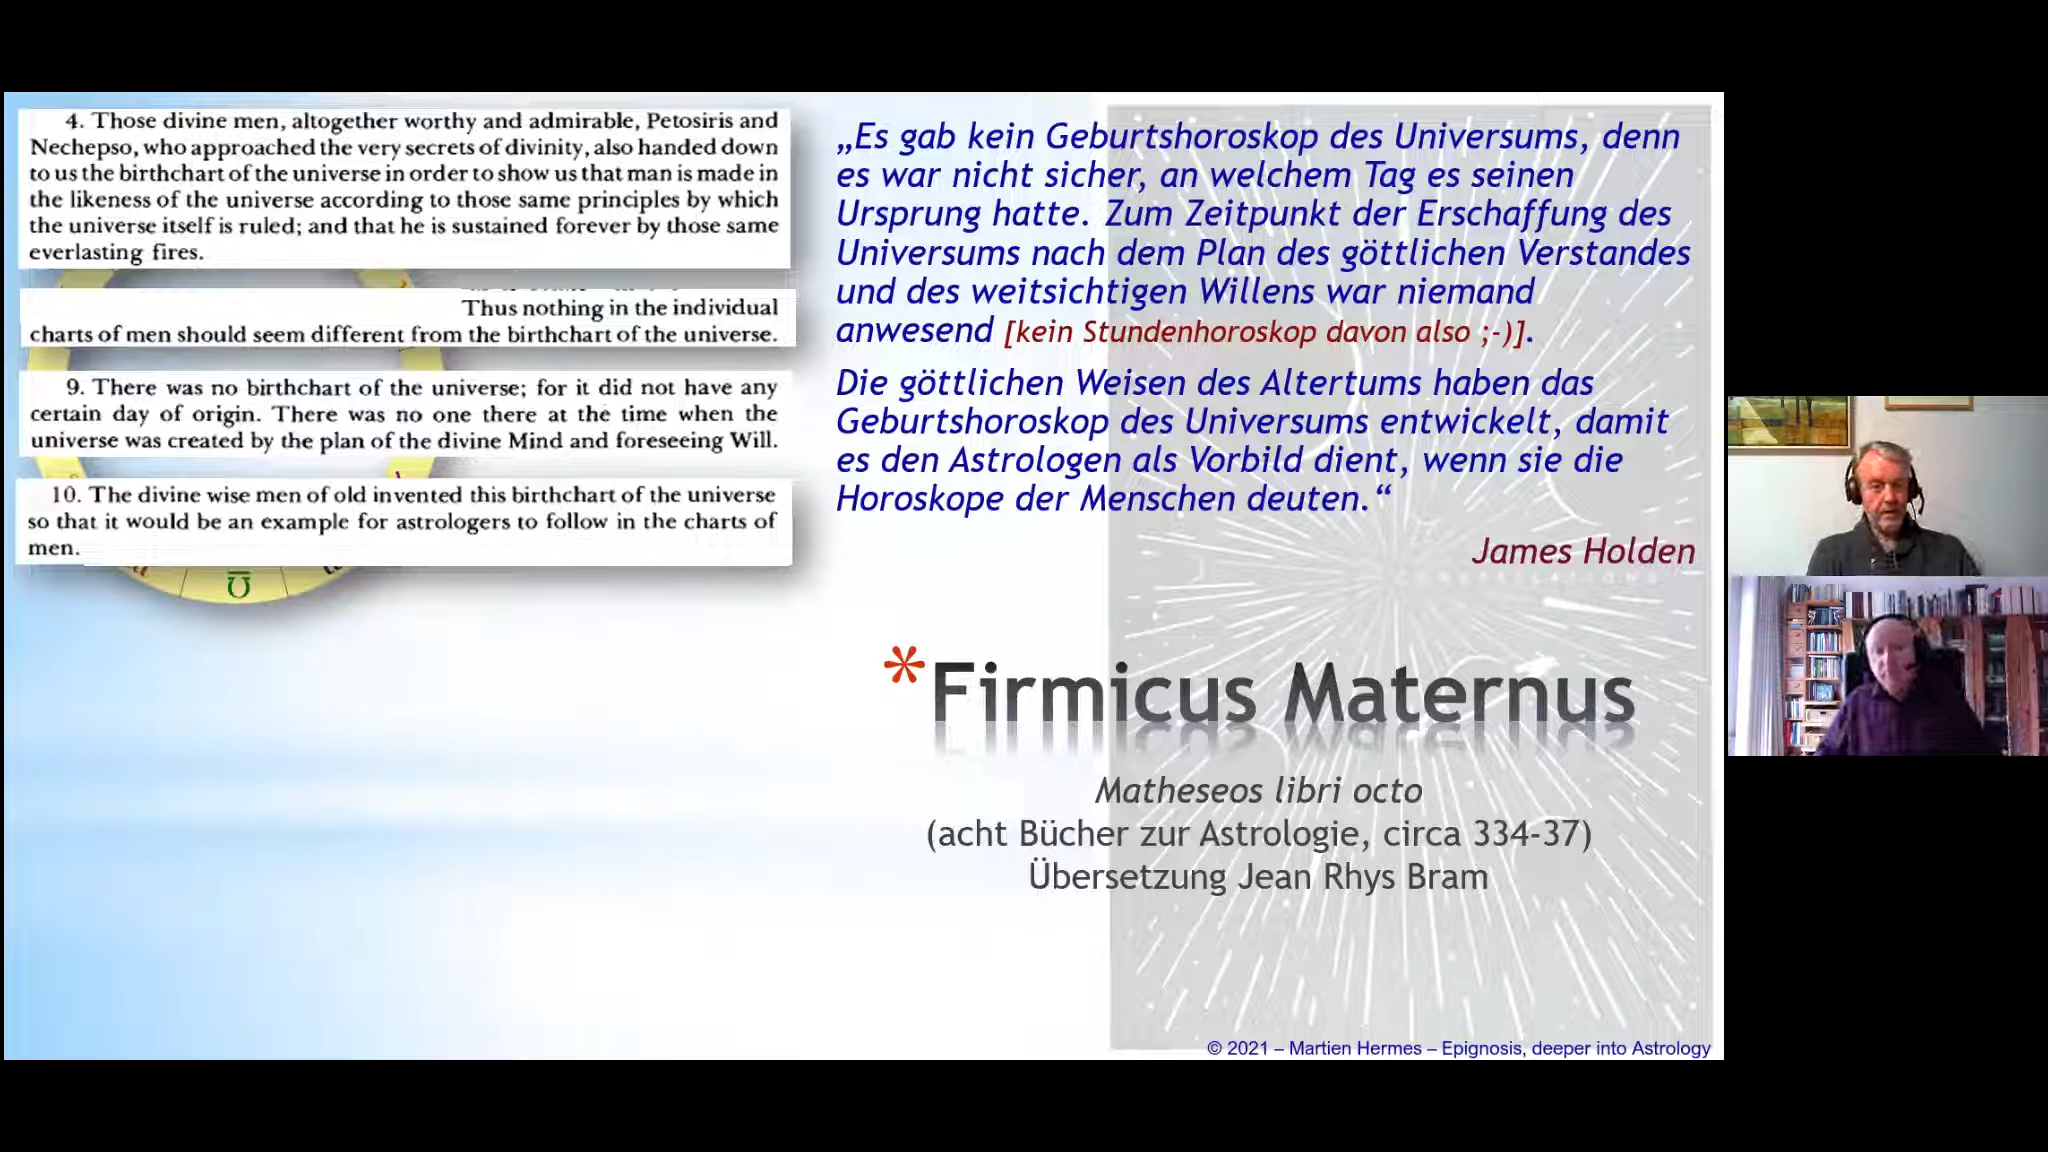 4. Those divine men, altogether worthy and admirable, Petosiris and
Nechepso, who approached the very secrets of divinity, also handed down
to us the birthchart of the universe in order to show us that man is made in
the likeness of the universe according to those same principles by which
the universe itself is ruled; and that he is sustained forever by those same
everlasting fires.
Thus nothing in the individual
charts of men should seem different from the birthchart of the universe.
9. There was no birthchart of the universe; for it did not have any
certain day of origin. There was no one there at the time when the
universe was created by the plan of the divine Mind and foreseeing Will.
10. The divine wise men of old invented this birthchart of the universe
so that it would be an example for astrologers to follow in the charts of
men.
„Es gab kein Geburtshoroskop des Universums, denn
es war nicht sicher, an welchem Tag es seinen
Ursprung hatte. Zum Zeitpunkt der Erschaffung des
Universums nach dem Plan des göttlichen Verstandes
und des weitsichtigen Willens war niemand
anwesend [kein Stundenhoroskop davon also ;-)].
Die göttlichen Weisen des Altertums haben das
Geburtshoroskop des Universums entwickelt, damit
es den Astrologen als Vorbild dient, wenn sie die
Horoskope der Menschen deuten.“
James Holden
*Firmicus Maternus
Matheseos libri octo
(acht Bücher zur Astrologie, circa 334-37)
Übersetzung Jean Rhys Bram
© 2021 – Martien Hermes – Epignosis, deeper into Astrology